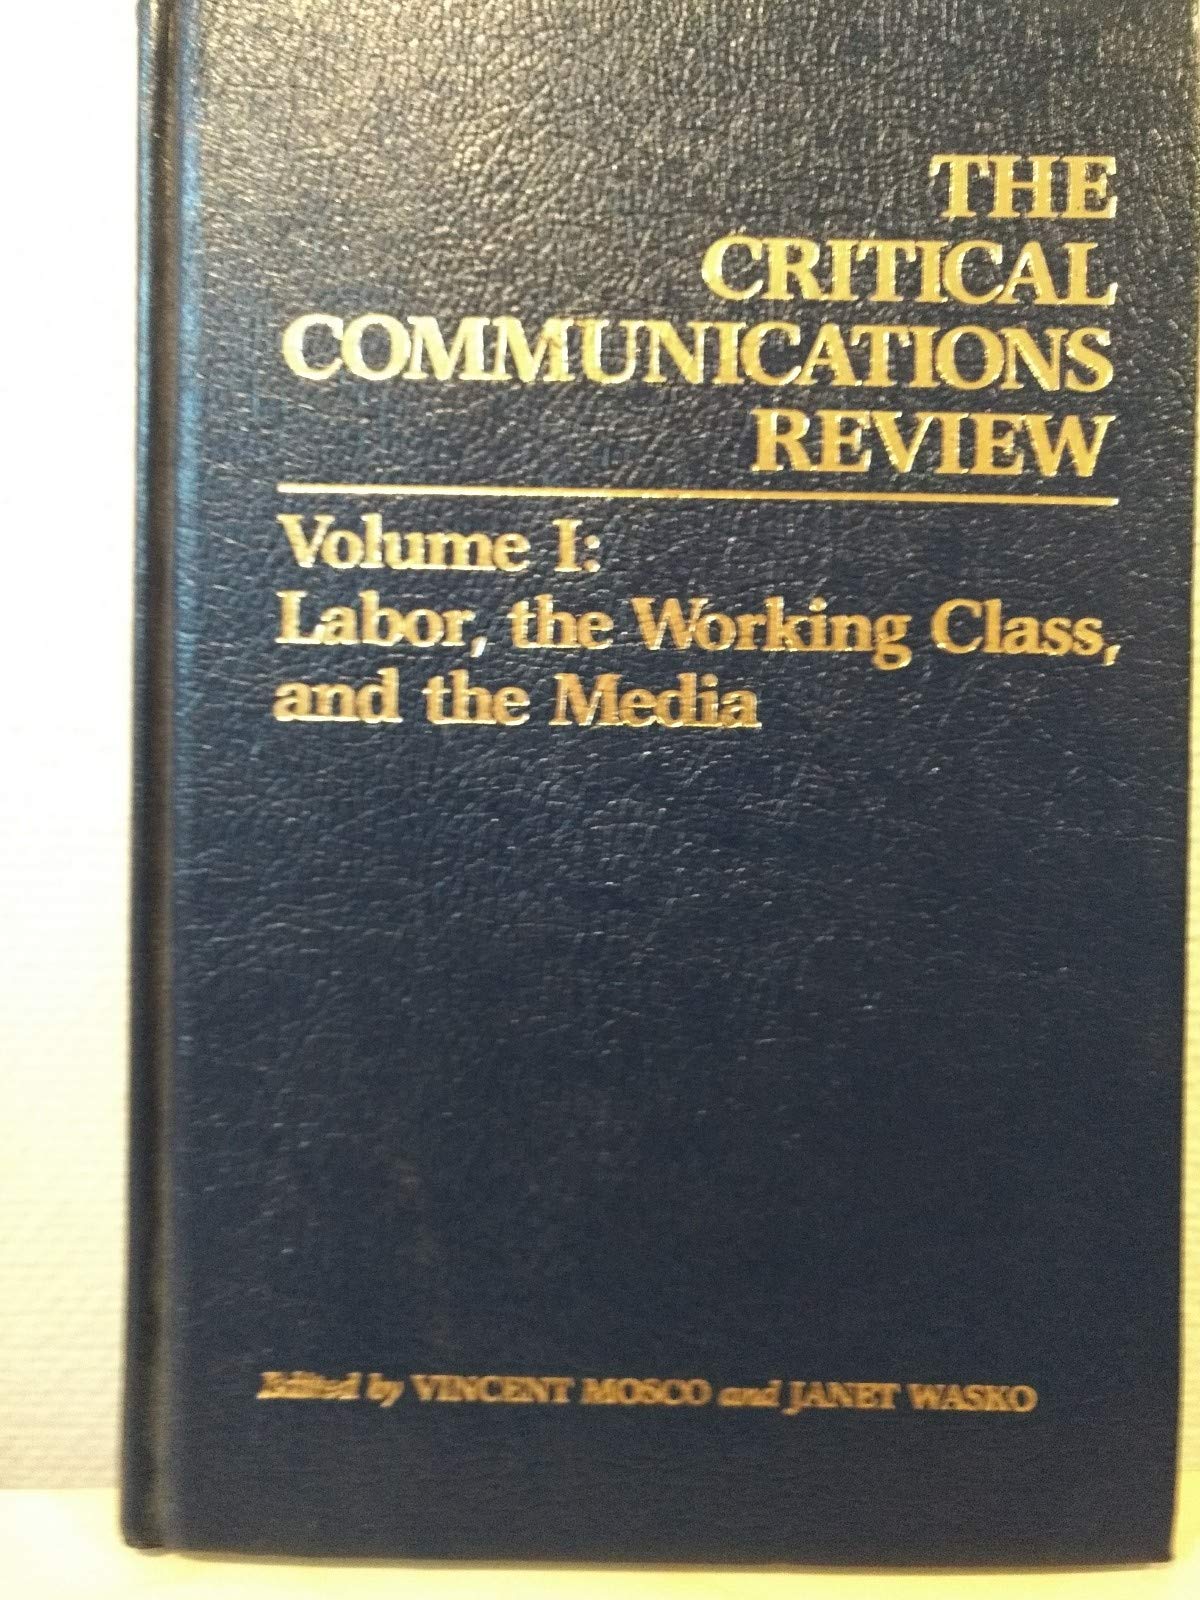 THE
CRITICAL
COMMUNICATIONS
REVIEW
Volume I:
Labor, the Working Class,
and the Media
Edited by VINCENT MOSCO and JANET WASKO